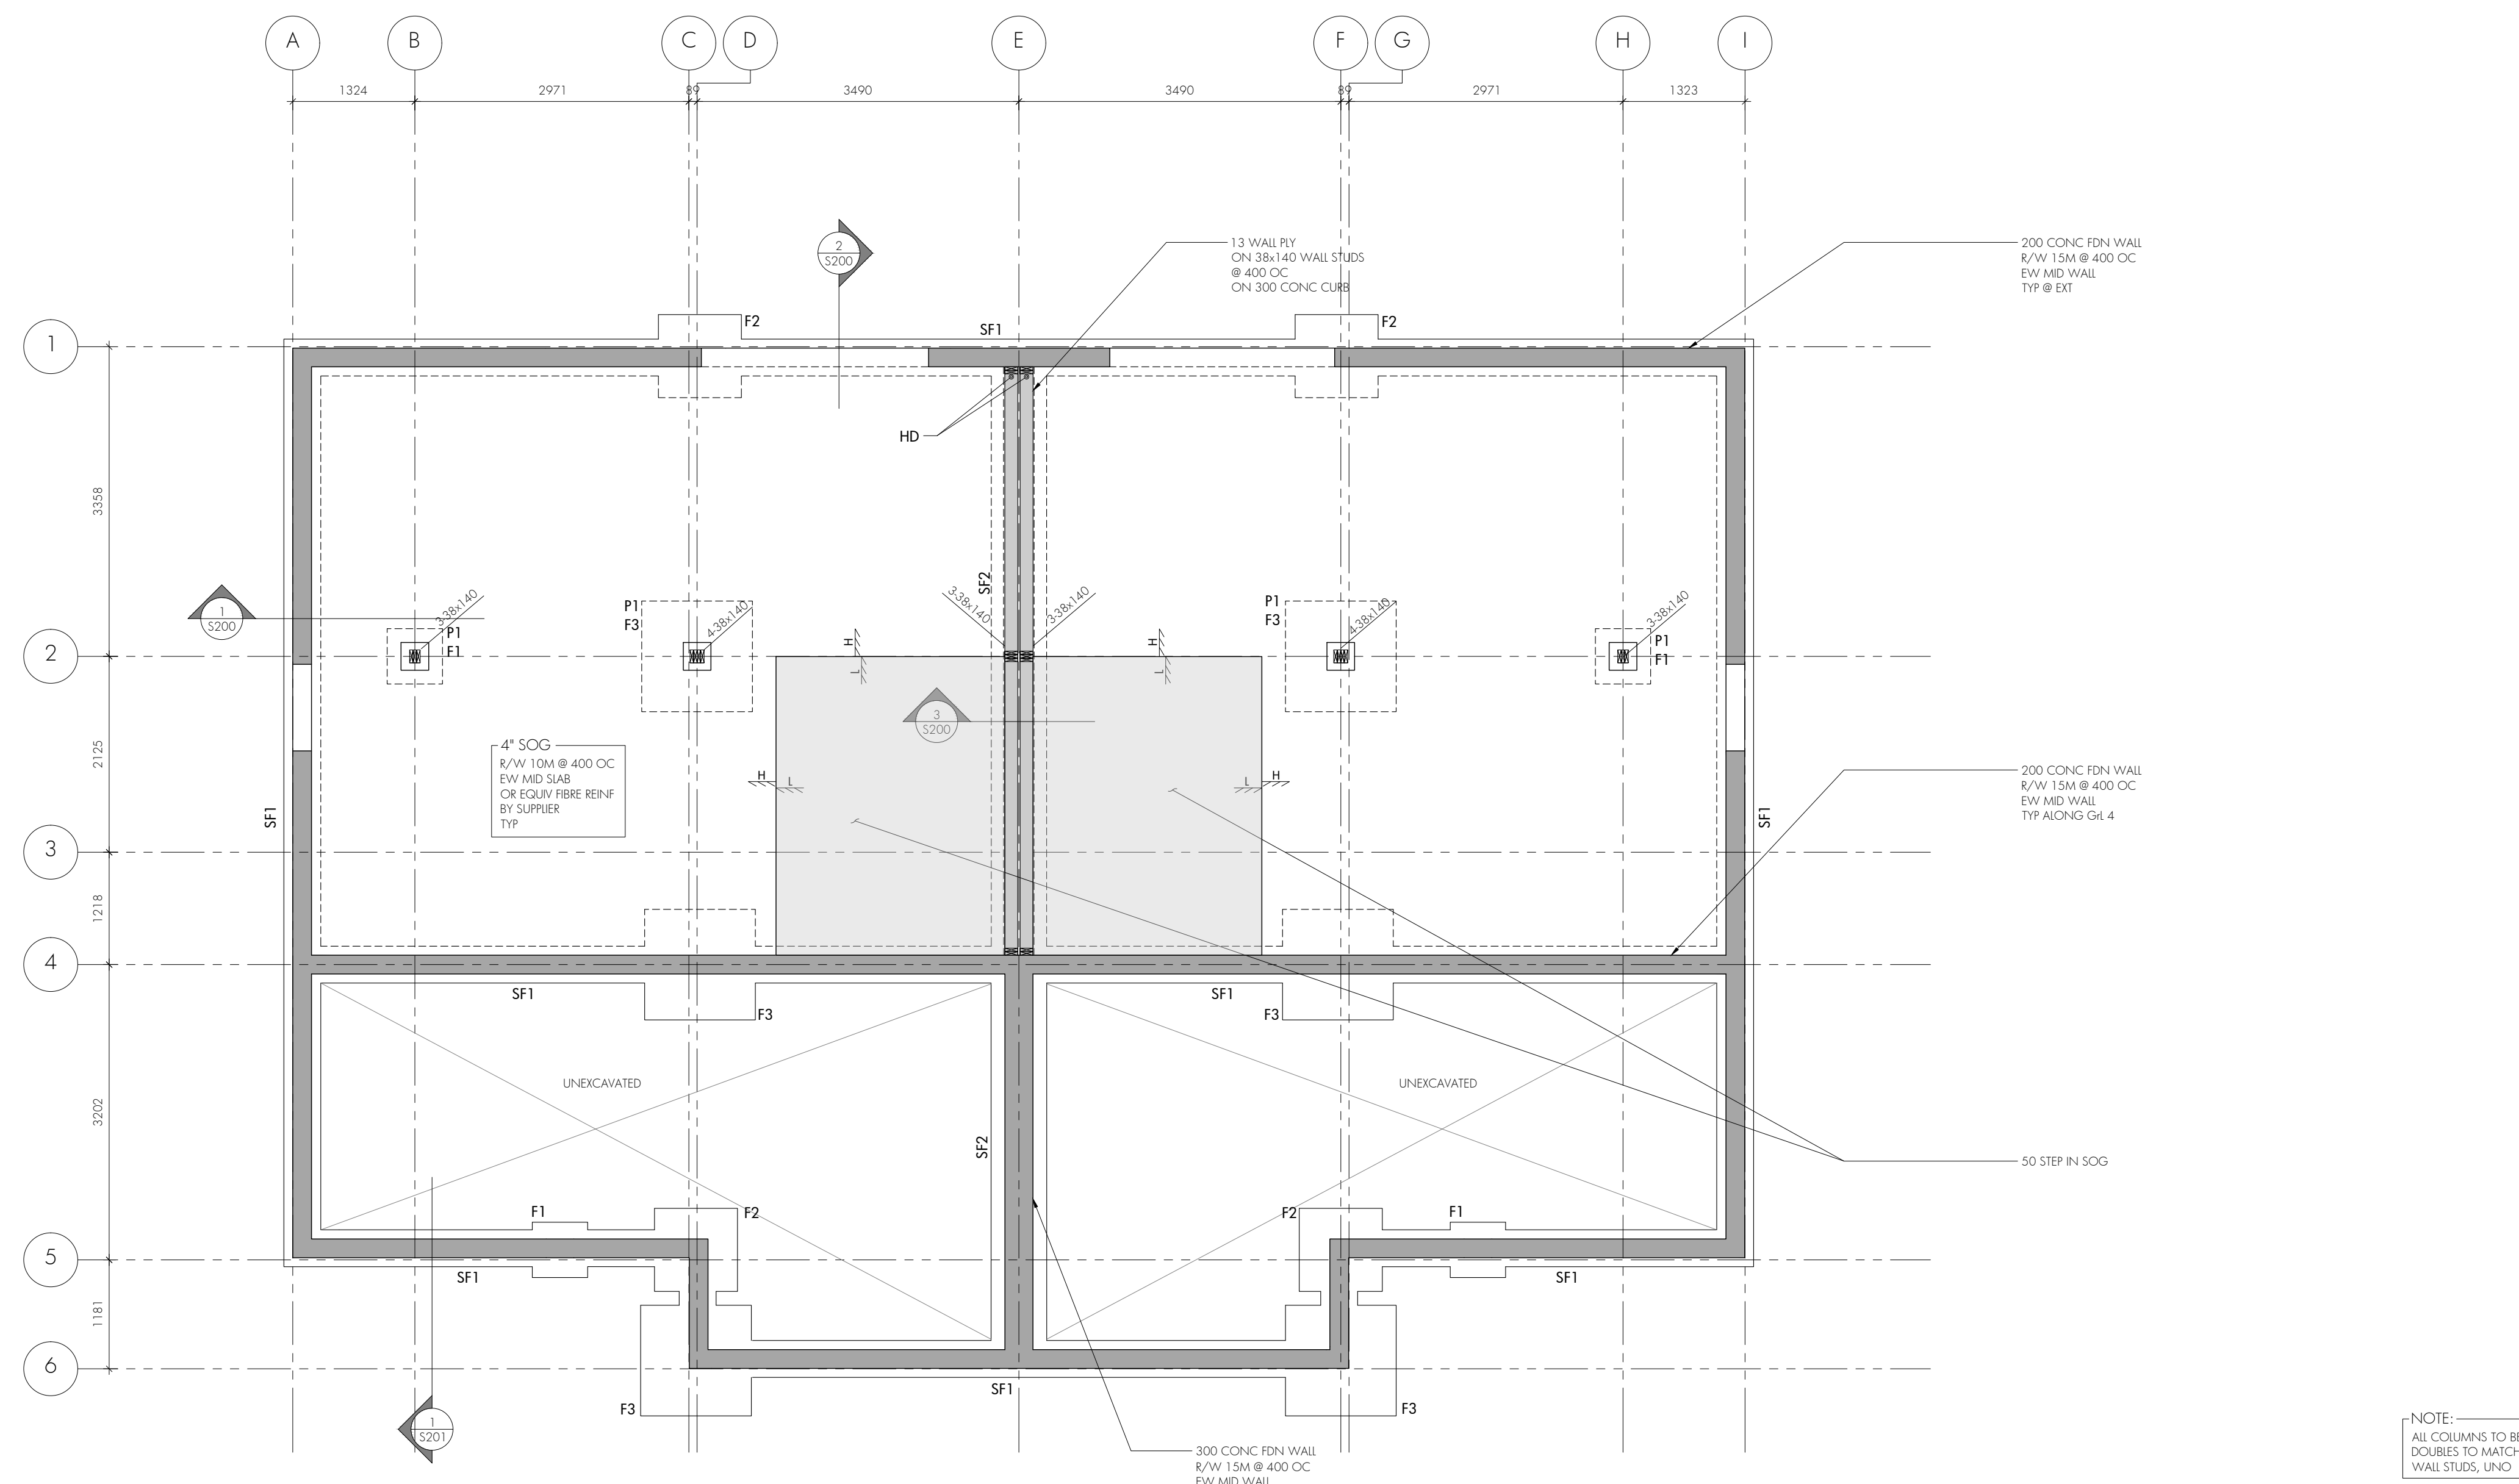 A
B
C
D
E
F
G
H
I
1324
2971
89
3490
3490
89
2971
1323
2
S200
13 WALL PLY
ON 38x140 WALL STUDS
@ 400 OC
ON 300 CONC CURB
200 CONC FDN WALL
R/W 15M @ 400 OC
EW MID WALL
TYP @ EXT
F2
SF1
F2
1
HD
3358
SF2
1
S200
3-38x140
P1
F1
P1
F3
4-38x140
3-38x140
3-38x140
P1
F3
4-38x140
3-38x140
P1
F1
2
H
L
H
L
3
S200
4" SOG
R/W 10M @ 400 OC
EW MID SLAB
OR EQUIV FIBRE REINF
BY SUPPLIER
TYP
2125
H
L
L
H
200 CONC FDN WALL
R/W 15M @ 400 OC
EW MID WALL
TYP ALONG GrL 4
SF1
SF1
3
1218
4
SF1
F3
SF1
F3
UNEXCAVATED
UNEXCAVATED
3202
SF2
50 STEP IN SOG
F1
F2
F2
F1
5
SF1
SF1
1181
6
SF1
F3
F3
1
S201
300 CONC FDN WALL
R/W 15M @ 400 OC
EW MID WALL
NOTE:
ALL COLUMNS TO BE
DOUBLES TO MATCH
WALL STUDS, UNO